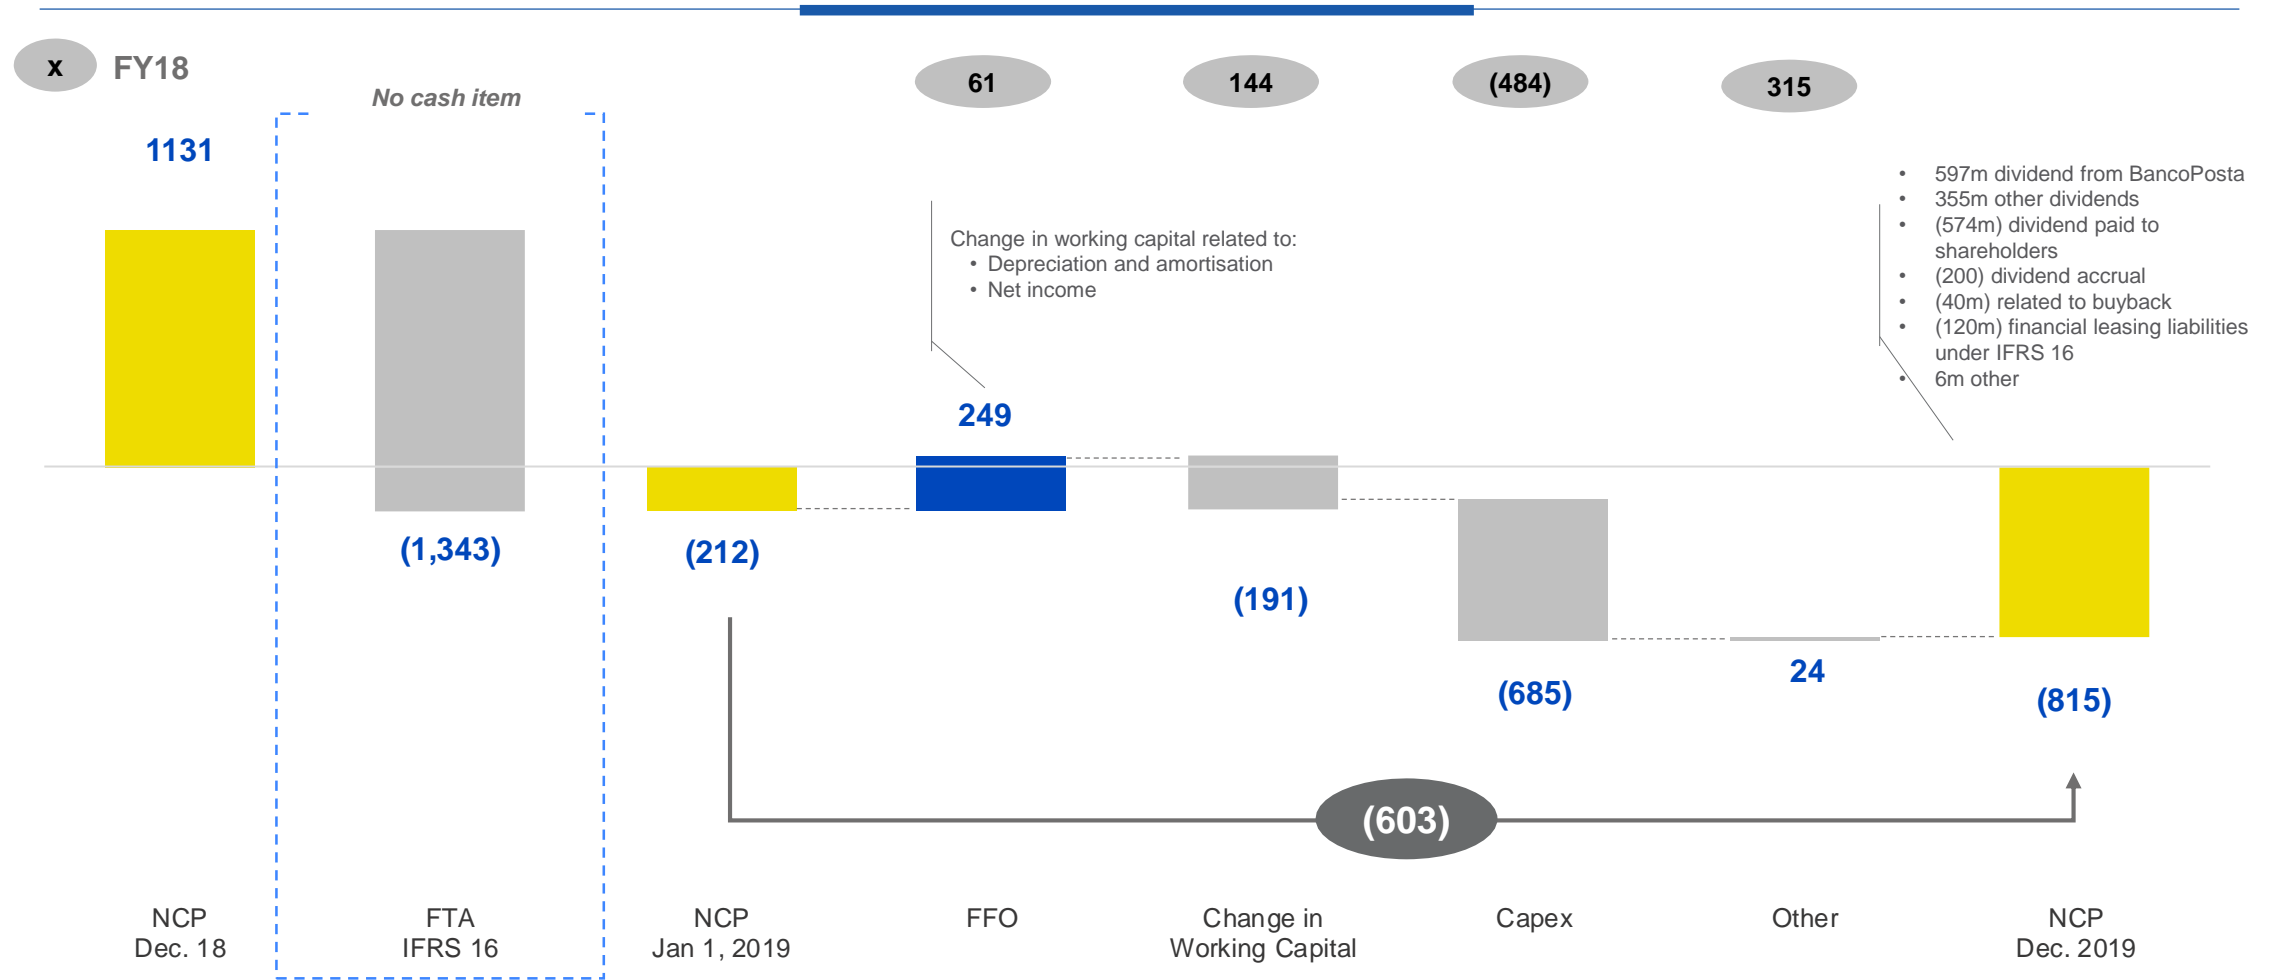 x FY18
No cash item
61
144
(484)
315
1131
• 597m dividend from BancoPosta
• 355m other dividends
• (574m) dividend paid to
shareholders
• (200) dividend accrual
• (40m) related to buyback
• (120m) financial leasing liabilities
under IFRS 16
• 6m other
Change in working capital related to:
• Depreciation and amortisation
• Net income
249
(1,343)
(212)
(191)
(685)
24
(815)
(603)
NCP
Dec. 18
FTA
IFRS 16
NCP
Jan 1, 2019
FFO
Change in
Working Capital
Capex
Other
NCP
Dec. 2019